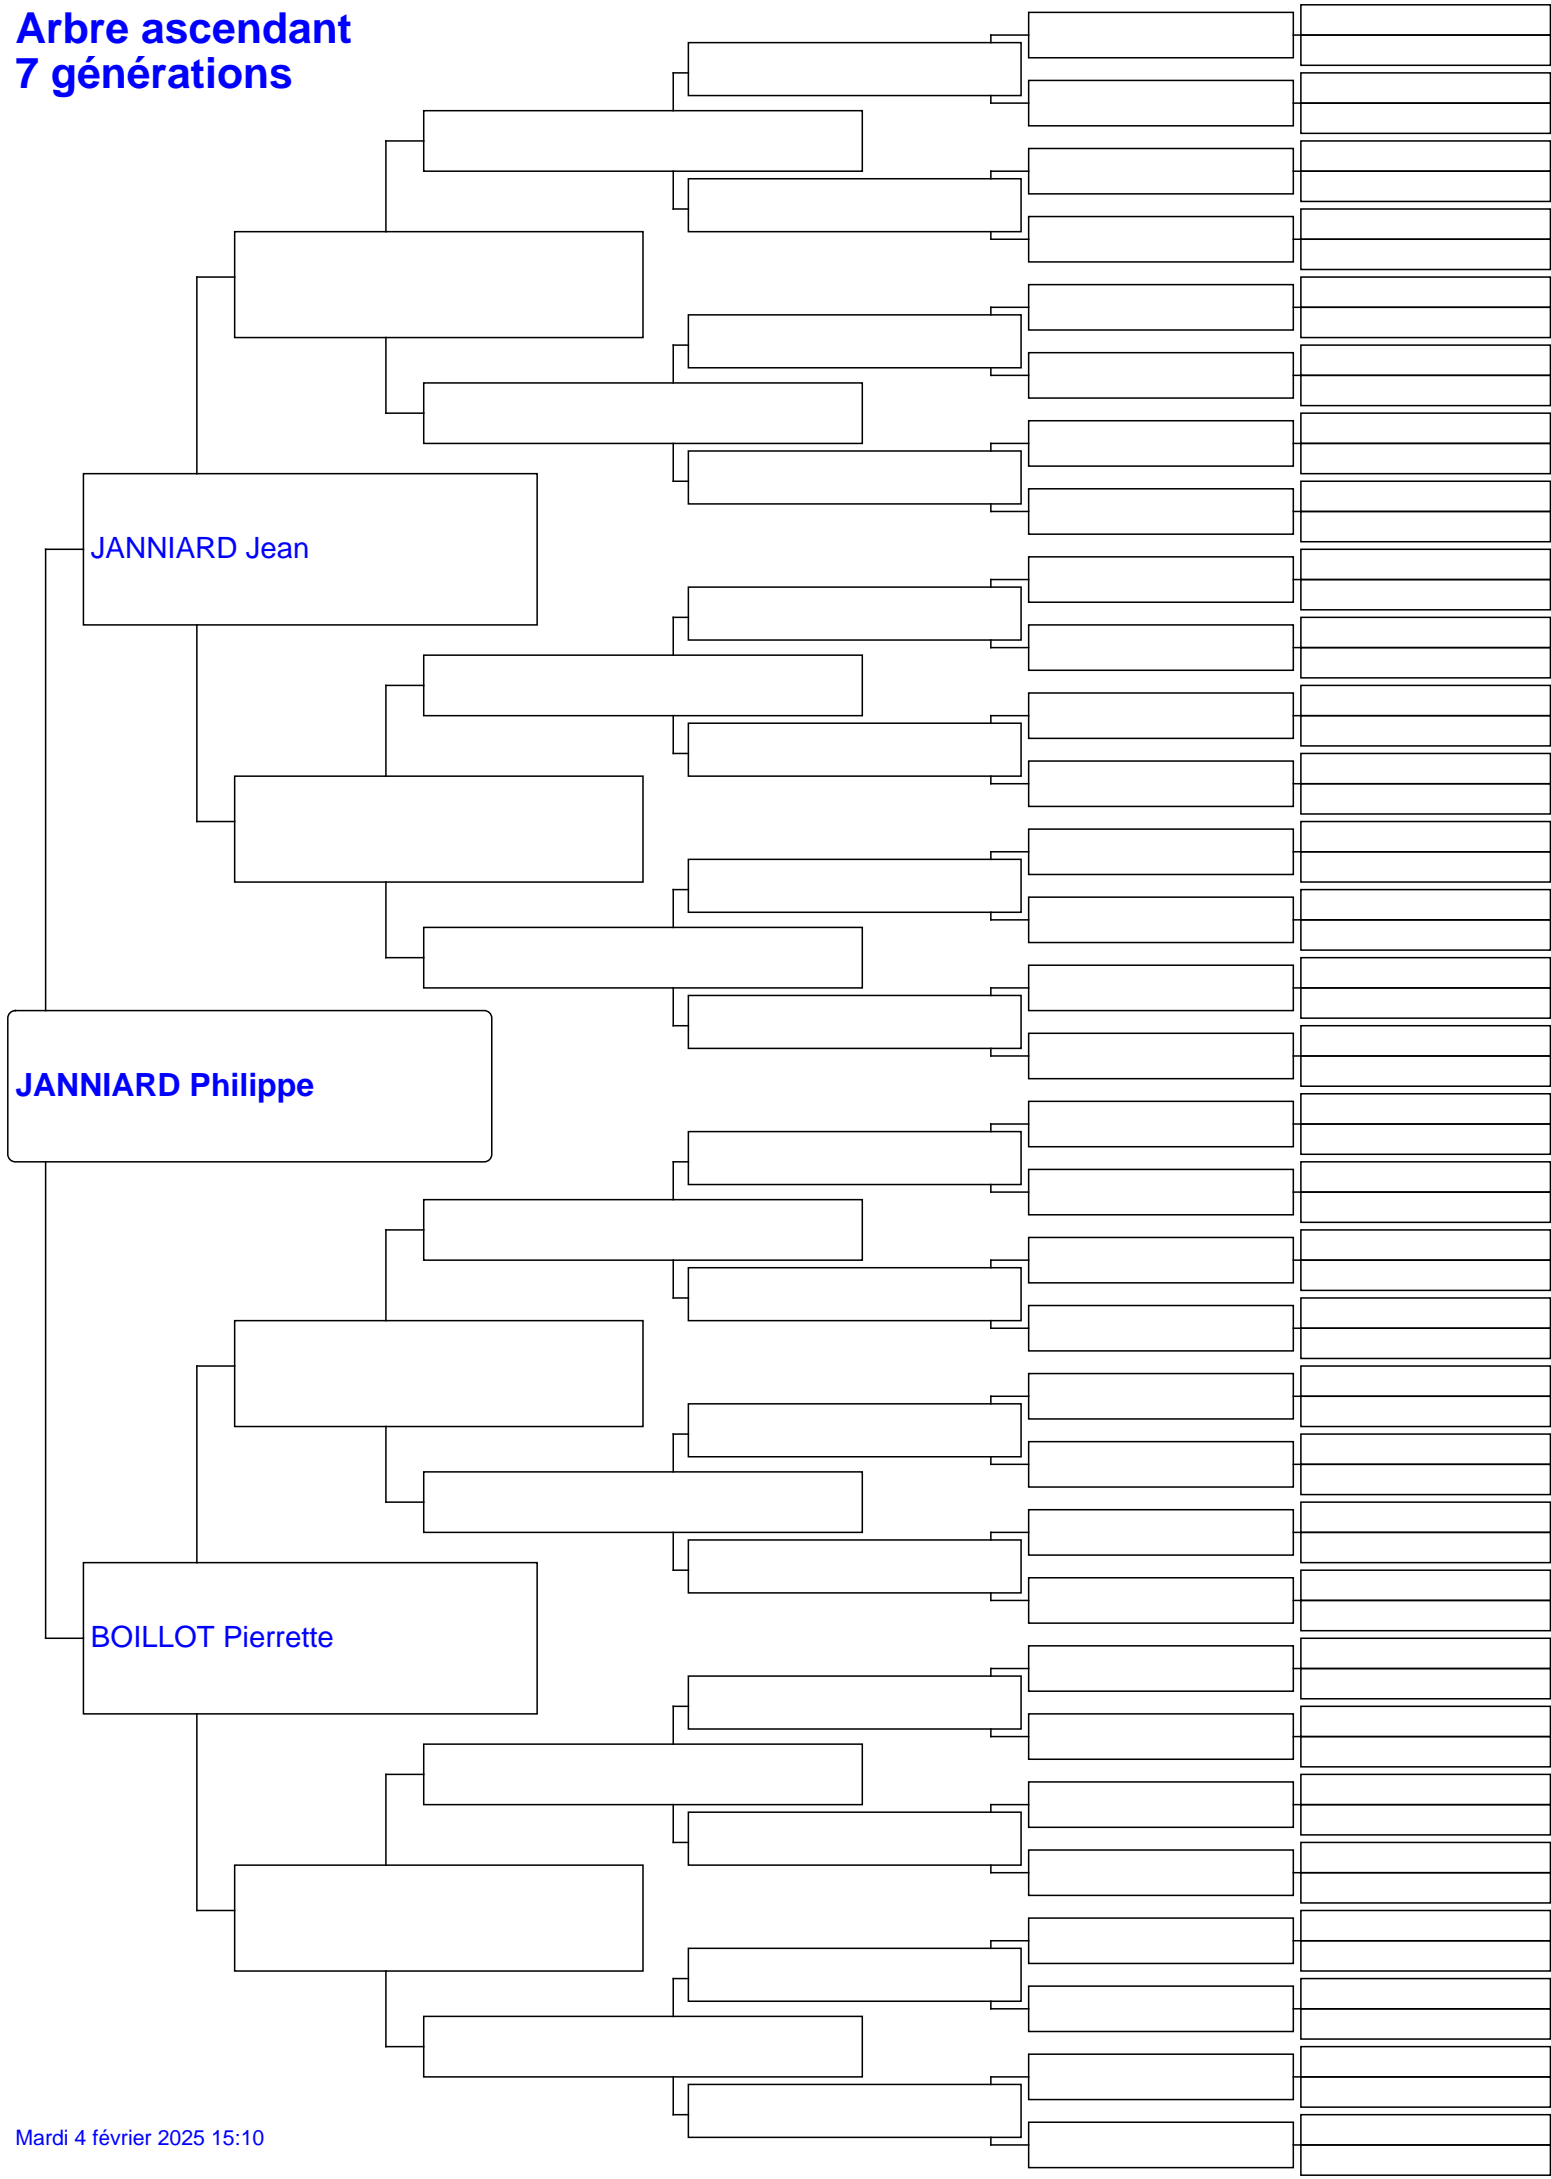 Arbre ascendant
7 générations
JANNIARD Jean
JANNIARD Philippe
BOILLOT Pierrette
Mardi 4 février 2025 15:10